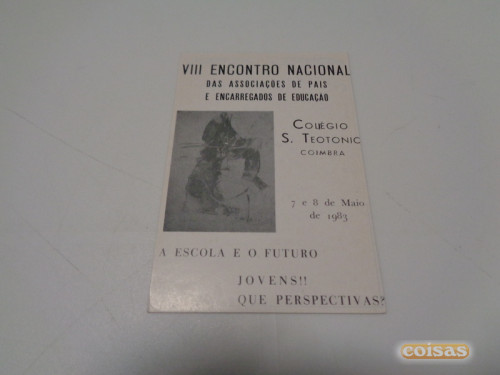 VIII ENCONTRO NACIONAL
DAS ASSOCIAÇÕES DE PAIS
E ENCARREGADOS DE EDUCAÇÃO
COLÉGIO
S. TEOTONIC
COIMBRA
7 e 8 de Maio
de 1983
A ESCOLA E O FUTURO
JOVENS!!
QUE PERSPECTIVAS?
coisas